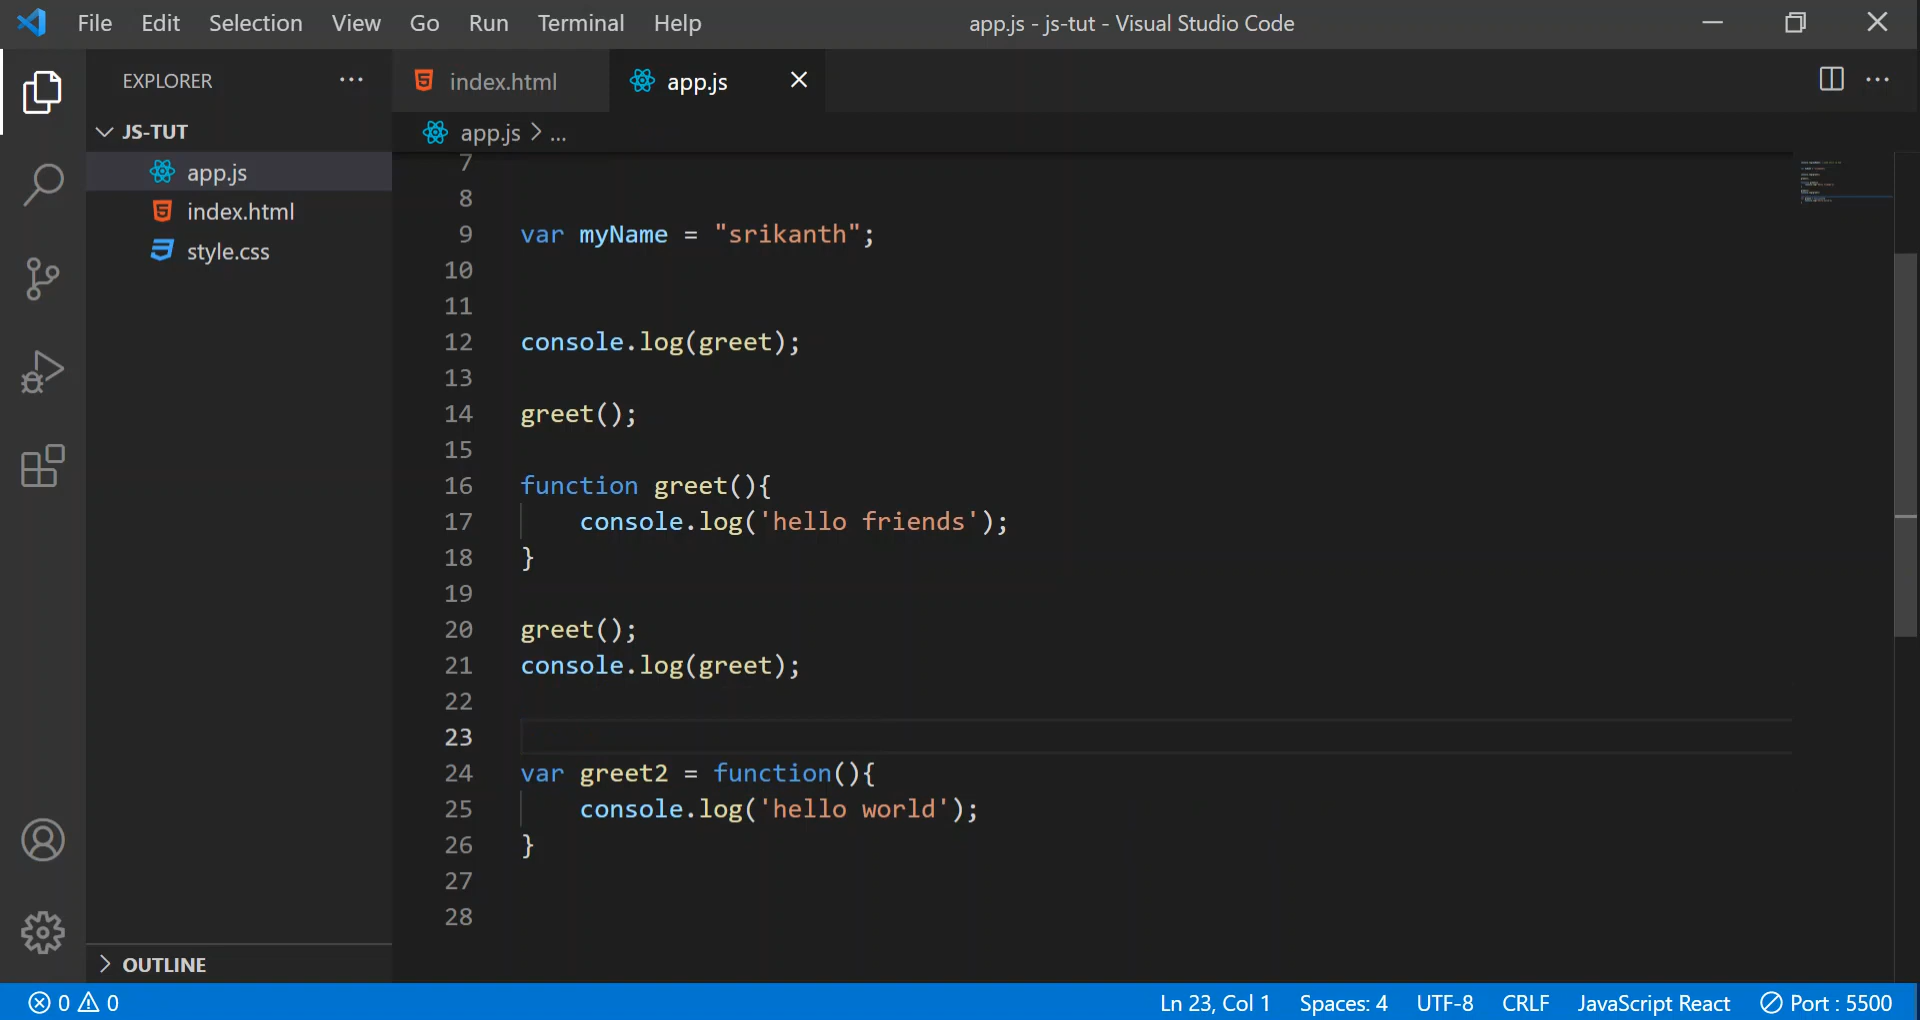 File Edit Selection View Go Run Terminal Help app.js - js-tut - Visual Studio Code
EXPLORER
index.html
app.js
JS-TUT
app.js
index.html
style.css
app.js > ...
7
8
9 var myName = "srikanth";
10
11
12 console.log(greet);
13
14 greet();
15
16 function greet(){
17 console.log('hello friends');
18 }
19
20 greet();
21 console.log(greet);
22
23
24 var greet2 = function(){
25 console.log('hello world');
26 }
27
28
OUTLINE
0 0 Ln 23, Col 1 Spaces: 4 UTF-8 CRLF JavaScript React Port : 5500